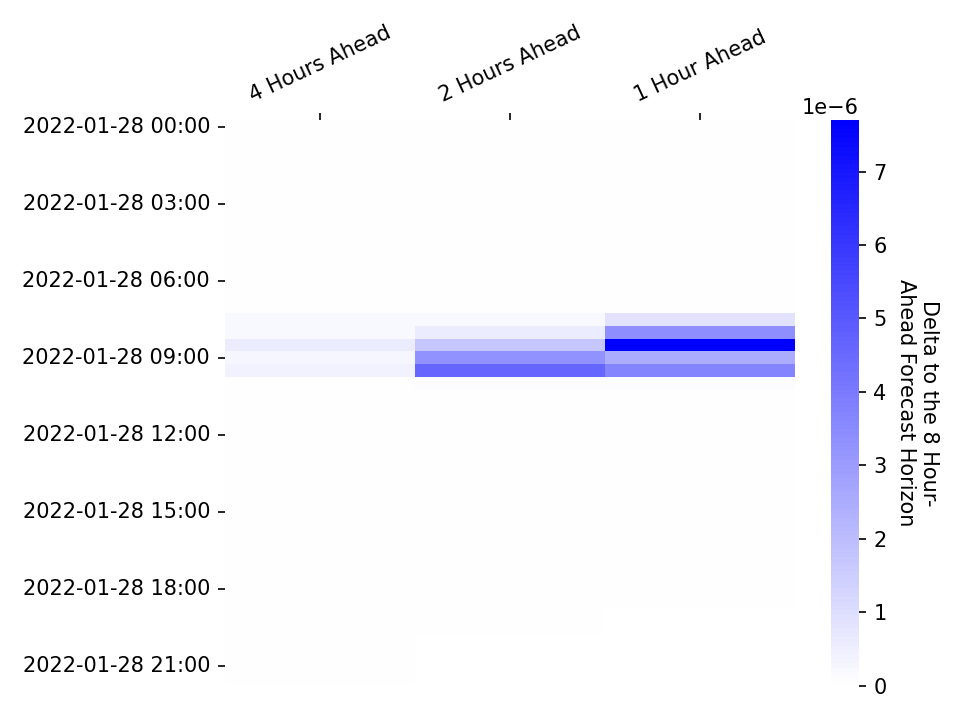 4 Hours Ahead
2 Hours Ahead
1 Hour Ahead
1e−6
2022-01-28 00:00
2022-01-28 03:00
2022-01-28 06:00
2022-01-28 09:00
2022-01-28 12:00
2022-01-28 15:00
2022-01-28 18:00
2022-01-28 21:00
7
6
5
4
3
2
1
0
Delta to the 8 Hour-
Ahead Forecast Horizon